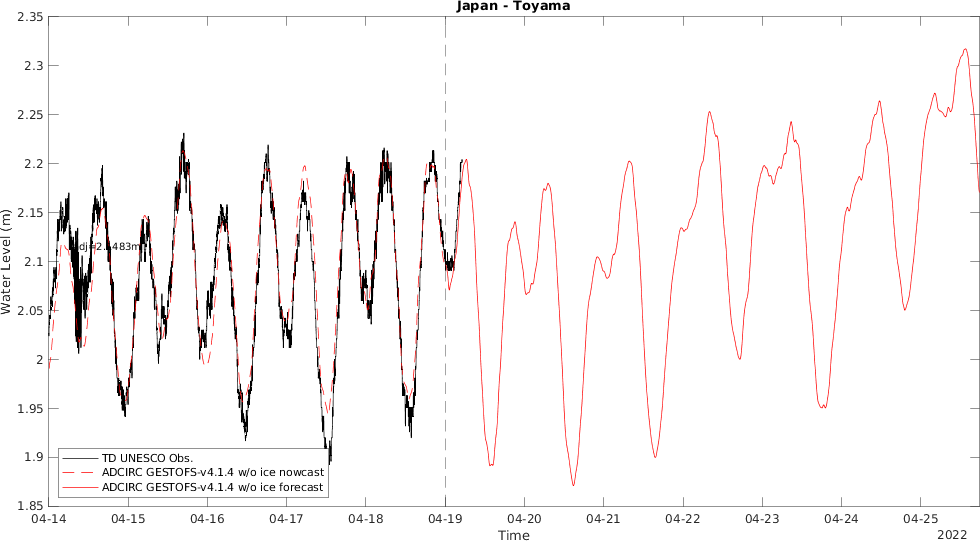 Japan - Toyama
Water Level (m)
2.35
2.3
2.25
2.2
2.15
2.1
2.05
2
1.95
1.9
1.85
TD UNESCO Obs.
ADCIRC GESTOFS-v4.1.4 w/o ice nowcast
ADCIRC GESTOFS-v4.1.4 w/o ice forecast
04-14 04-15 04-16 04-17 04-18 04-19 04-20 04-21 04-22 04-23 04-24 04-25
Time
2022